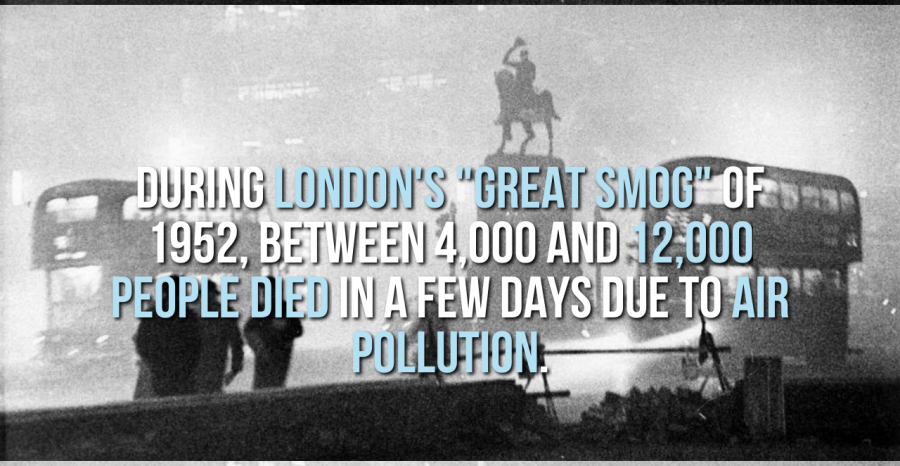 DURING LONDON'S "GREAT SMOG" OF
1952, BETWEEN 4,000 AND 12,000
PEOPLE DIED IN A FEW DAYS DUE TO AIR
POLLUTION.